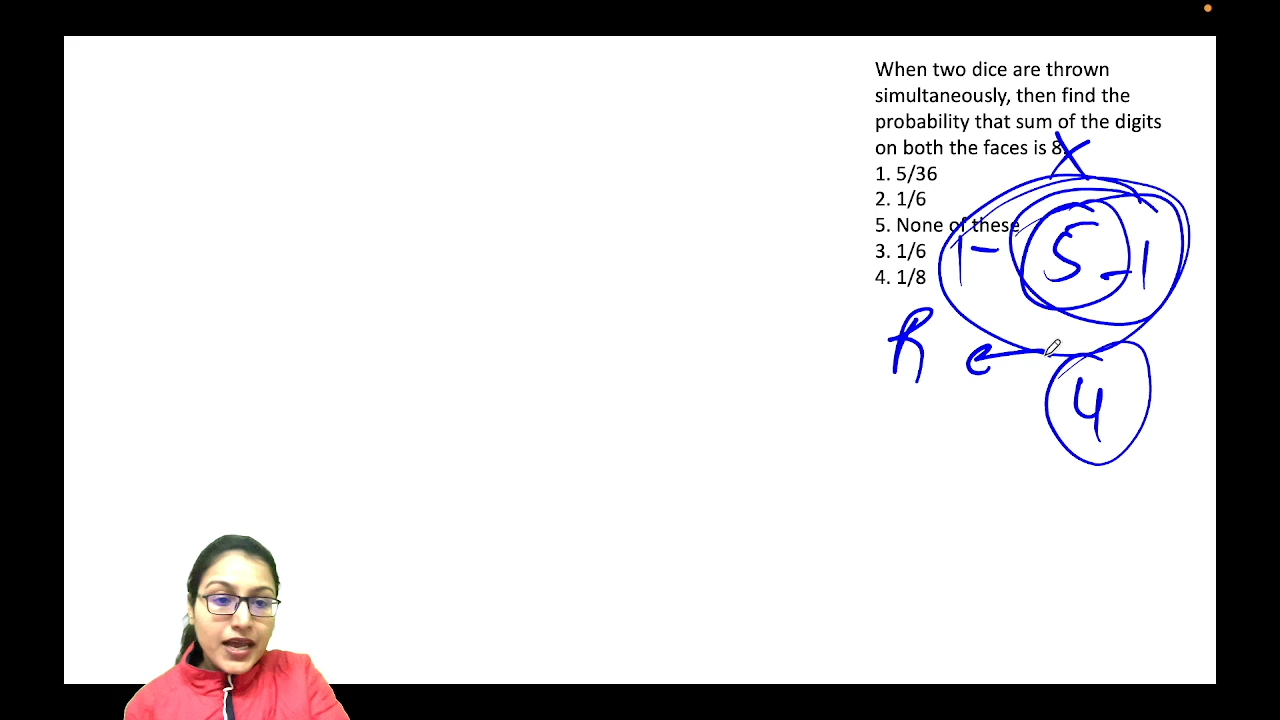 When two dice are thrown
simultaneously, then find the
probability that sum of the digits
on both the faces is 8.
1. 5/36
2. 1/6
5. None of these
3. 1/6
4. 1/8
X
1- 5-1
R
4